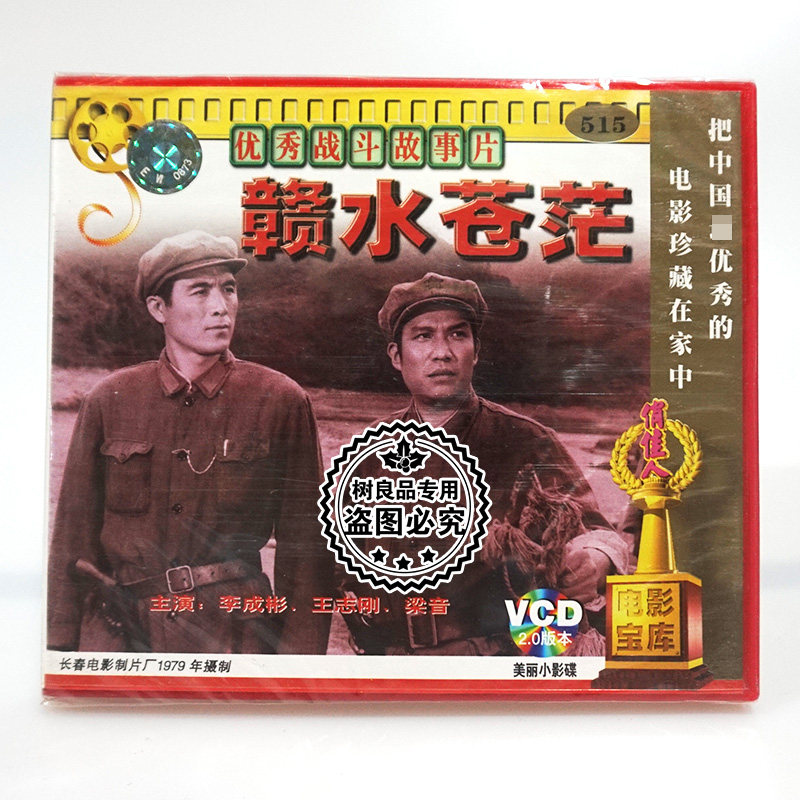 515
优秀战斗故事片
赣水苍茫
E И 0873
把中国
优秀的
电影珍藏在家中
俏佳人
树良品专用
盗图必究
主演：李成彬、王志刚、梁音
VCD
2.0版本
电影
宝库
长春电影制片厂1979年摄制
美丽小影碟